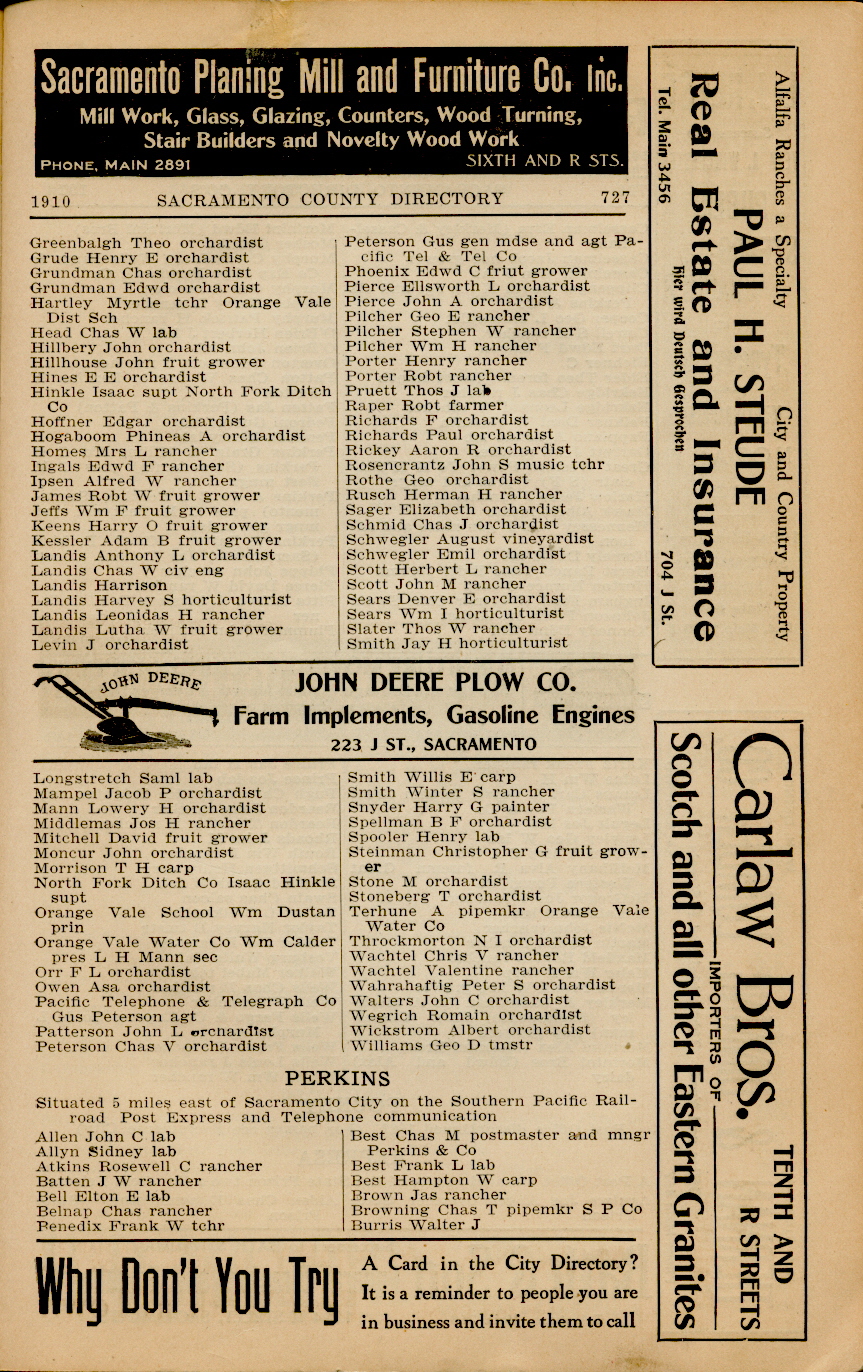 Sacramento Planing Mill and Furniture Co. Inc.
Mill Work, Glass, Glazing, Counters, Wood Turning,
Stair Builders and Novelty Wood Work
PHONE, MAIN 2891 SIXTH AND R STS.
1910 SACRAMENTO COUNTY DIRECTORY 727
Greenbalgh Theo orchardist
Grude Henry E orchardist
Grundman Chas orchardist
Grundman Edwd orchardist
Hartley Myrtle tchr Orange Vale
Dist Sch
Head Chas W lab
Hillbery John orchardist
Hillhouse John fruit grower
Hines E E orchardist
Hinkle Isaac supt North Fork Ditch
Co
Hoffner Edgar orchardist
Hogaboom Phineas A orchardist
Homes Mrs L rancher
Ingals Edwd F rancher
Ipsen Alfred W rancher
James Robt W fruit grower
Jeffs Wm F fruit grower
Keens Harry O fruit grower
Kessler Adam B fruit grower
Landis Anthony L orchardist
Landis Chas W civ eng
Landis Harrison
Landis Harvey S horticulturist
Landis Leonidas H rancher
Landis Lutha W fruit grower
Levin J orchardist
Peterson Gus gen mdse and agt Pa-
cific Tel & Tel Co
Phoenix Edwd C friut grower
Pierce Ellsworth L orchardist
Pierce John A orchardist
Pilcher Geo E rancher
Pilcher Stephen W rancher
Pilcher Wm H rancher
Porter Henry rancher
Porter Robt rancher
Pruett Thos J lab
Raper Robt farmer
Richards F orchardist
Richards Paul orchardist
Rickey Aaron R orchardist
Rosencrantz John S music tchr
Rothe Geo orchardist
Rusch Herman H rancher
Sager Elizabeth orchardist
Schmid Chas J orchardist
Schwegler August vineyardist
Schwegler Emil orchardist
Scott Herbert L rancher
Scott John M rancher
Sears Denver E orchardist
Sears Wm I horticulturist
Slater Thos W rancher
Smith Jay H horticulturist
JOHN DEERE
JOHN DEERE PLOW CO.
Farm Implements, Gasoline Engines
223 J ST., SACRAMENTO
Longstretch Saml lab
Mampel Jacob P orchardist
Mann Lowery H orchardist
Middlemas Jos H rancher
Mitchell David fruit grower
Moncur John orchardist
Morrison T H carp
North Fork Ditch Co Isaac Hinkle
supt
Orange Vale School Wm Dustan
prin
Orange Vale Water Co Wm Calder
pres L H Mann sec
Orr F L orchardist
Owen Asa orchardist
Pacific Telephone & Telegraph Co
Gus Peterson agt
Patterson John L orcnardist
Peterson Chas V orchardist
Smith Willis E carp
Smith Winter S rancher
Snyder Harry G painter
Spellman B F orchardist
Spooler Henry lab
Steinman Christopher G fruit grow-
er
Stone M orchardist
Stoneberg T orchardist
Terhune A pipemkr Orange Vale
Water Co
Throckmorton N I orchardist
Wachtel Chris V rancher
Wachtel Valentine rancher
Wahrahaftig Peter S orchardist
Walters John C orchardist
Wegrich Romain orchardist
Wickstrom Albert orchardist
Williams Geo D tmstr
PERKINS
Situated 5 miles east of Sacramento City on the Southern Pacific Rail-
road Post Express and Telephone communication
Allen John C lab
Allyn Sidney lab
Atkins Rosewell C rancher
Batten J W rancher
Bell Elton E lab
Belnap Chas rancher
Benedix Frank W tchr
Best Chas M postmaster and mngr
Perkins & Co
Best Frank L lab
Best Hampton W carp
Brown Jas rancher
Browning Chas T pipemkr S P Co
Burris Walter J
Why Don't You Try
A Card in the City Directory?
It is a reminder to people you are
in business and invite them to call
Alfalfa Ranches a Specialty City and Country Property
PAUL H. STEUDE
Real Estate and Insurance
Hier wird Deutsch Gesprochen
Tel. Main 3456 704 J St.
Carlaw Bros. TENTH AND
R STREETS
IMPORTERS OF
Scotch and all other Eastern Granites